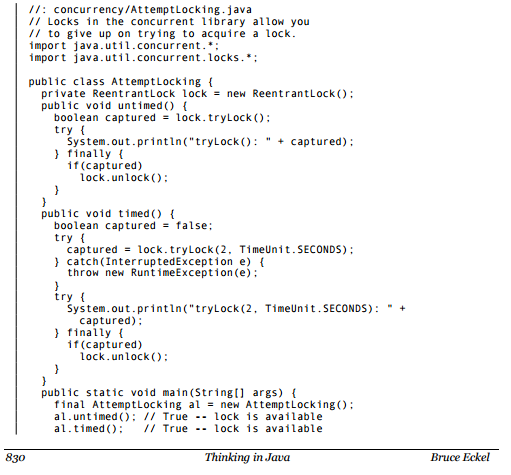 //: concurrency/AttemptLocking.java
// Locks in the concurrent library allow you
// to give up on trying to acquire a lock.
import java.util.concurrent.*;
import java.util.concurrent.locks.*;

public class AttemptLocking {
  private ReentrantLock lock = new ReentrantLock();
  public void untimed() {
    boolean captured = lock.tryLock();
    try {
      System.out.println("tryLock(): " + captured);
    } finally {
      if(captured)
        lock.unlock();
    }
  }
  public void timed() {
    boolean captured = false;
    try {
      captured = lock.tryLock(2, TimeUnit.SECONDS);
    } catch(InterruptedException e) {
      throw new RuntimeException(e);
    }
    try {
      System.out.println("tryLock(2, TimeUnit.SECONDS): " +
        captured);
    } finally {
      if(captured)
        lock.unlock();
    }
  }
  public static void main(String[] args) {
    final AttemptLocking al = new AttemptLocking();
    al.untimed(); // True -- lock is available
    al.timed();   // True -- lock is available
830 Thinking in Java Bruce Eckel